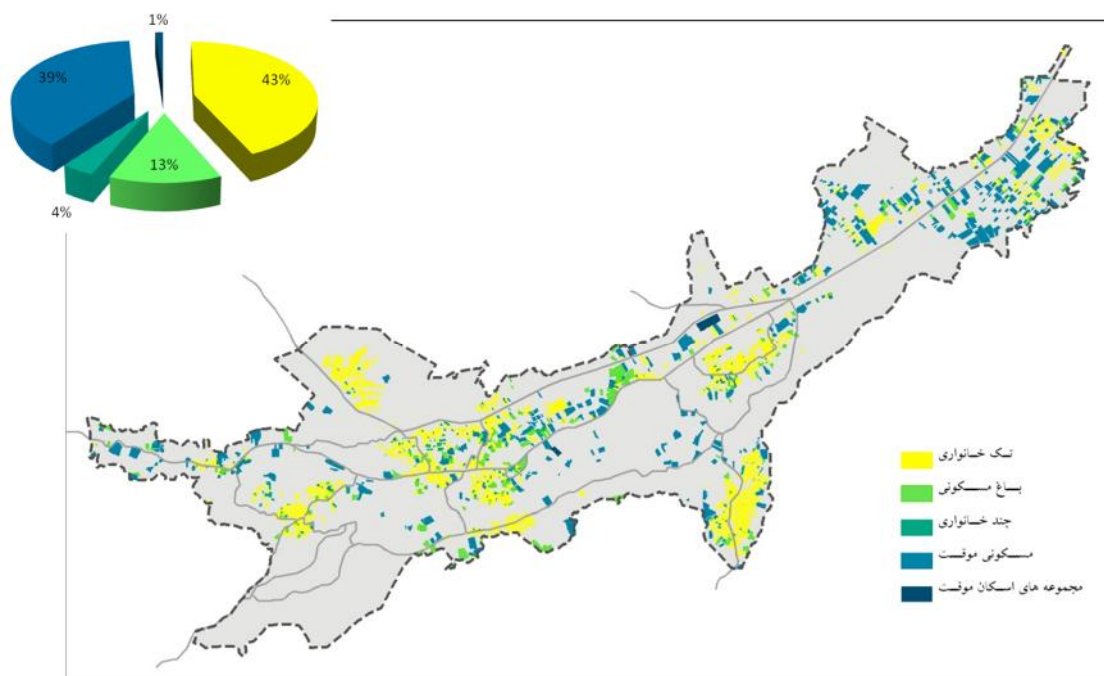 1%
39%
43%
13%
4%
تک خانواری
باغ مسکونی
چند خانواری
مسکونی موقت
مجموعه های اسکان موقت